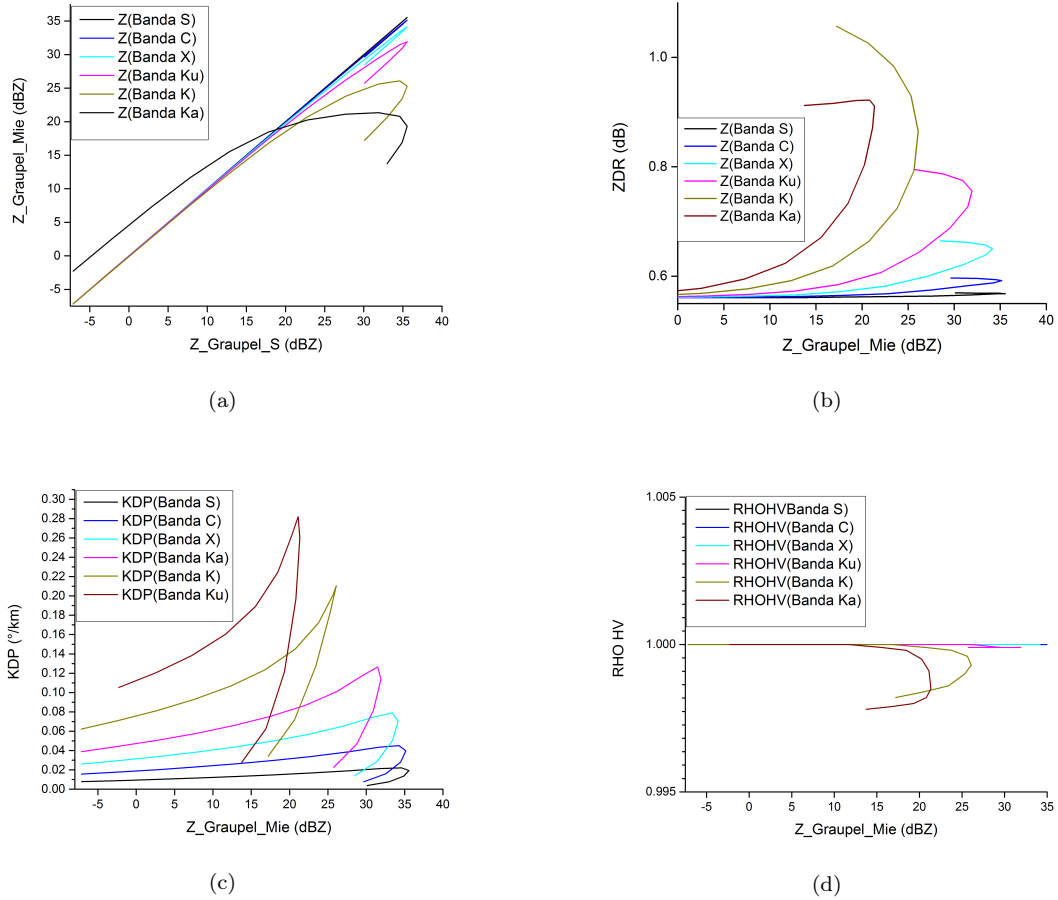 35
30
25
20
15
10
5
0
-5
Z(Banda S)
Z(Banda C)
Z(Banda X)
Z(Banda Ku)
Z(Banda K)
Z(Banda Ka)
Z_Graupel_Mie (dBZ)
-5 0 5 10 15 20 25 30 35 40
Z_Graupel_S (dBZ)
(a)
1.0
0.8
0.6
Z(Banda S)
Z(Banda C)
Z(Banda X)
Z(Banda Ku)
Z(Banda K)
Z(Banda Ka)
ZDR (dB)
0 10 20 30 40
Z_Graupel_Mie (dBZ)
(b)
0.30
0.28
0.26
0.24
0.22
0.20
0.18
0.16
0.14
0.12
0.10
0.08
0.06
0.04
0.02
0.00
KDP(Banda S)
KDP(Banda C)
KDP(Banda X)
KDP(Banda Ka)
KDP(Banda K)
KDP(Banda Ku)
KDP (°/km)
-5 0 5 10 15 20 25 30 35 40
Z_Graupel_Mie (dBZ)
(c)
1.005
1.000
0.995
RHOHV(Banda S)
RHOHV(Banda C)
RHOHV(Banda X)
RHOHV(Banda Ku)
RHOHV(Banda K)
RHOHV(Banda Ka)
RHO HV
-5 0 5 10 15 20 25 30 35
Z_Graupel_Mie (dBZ)
(d)